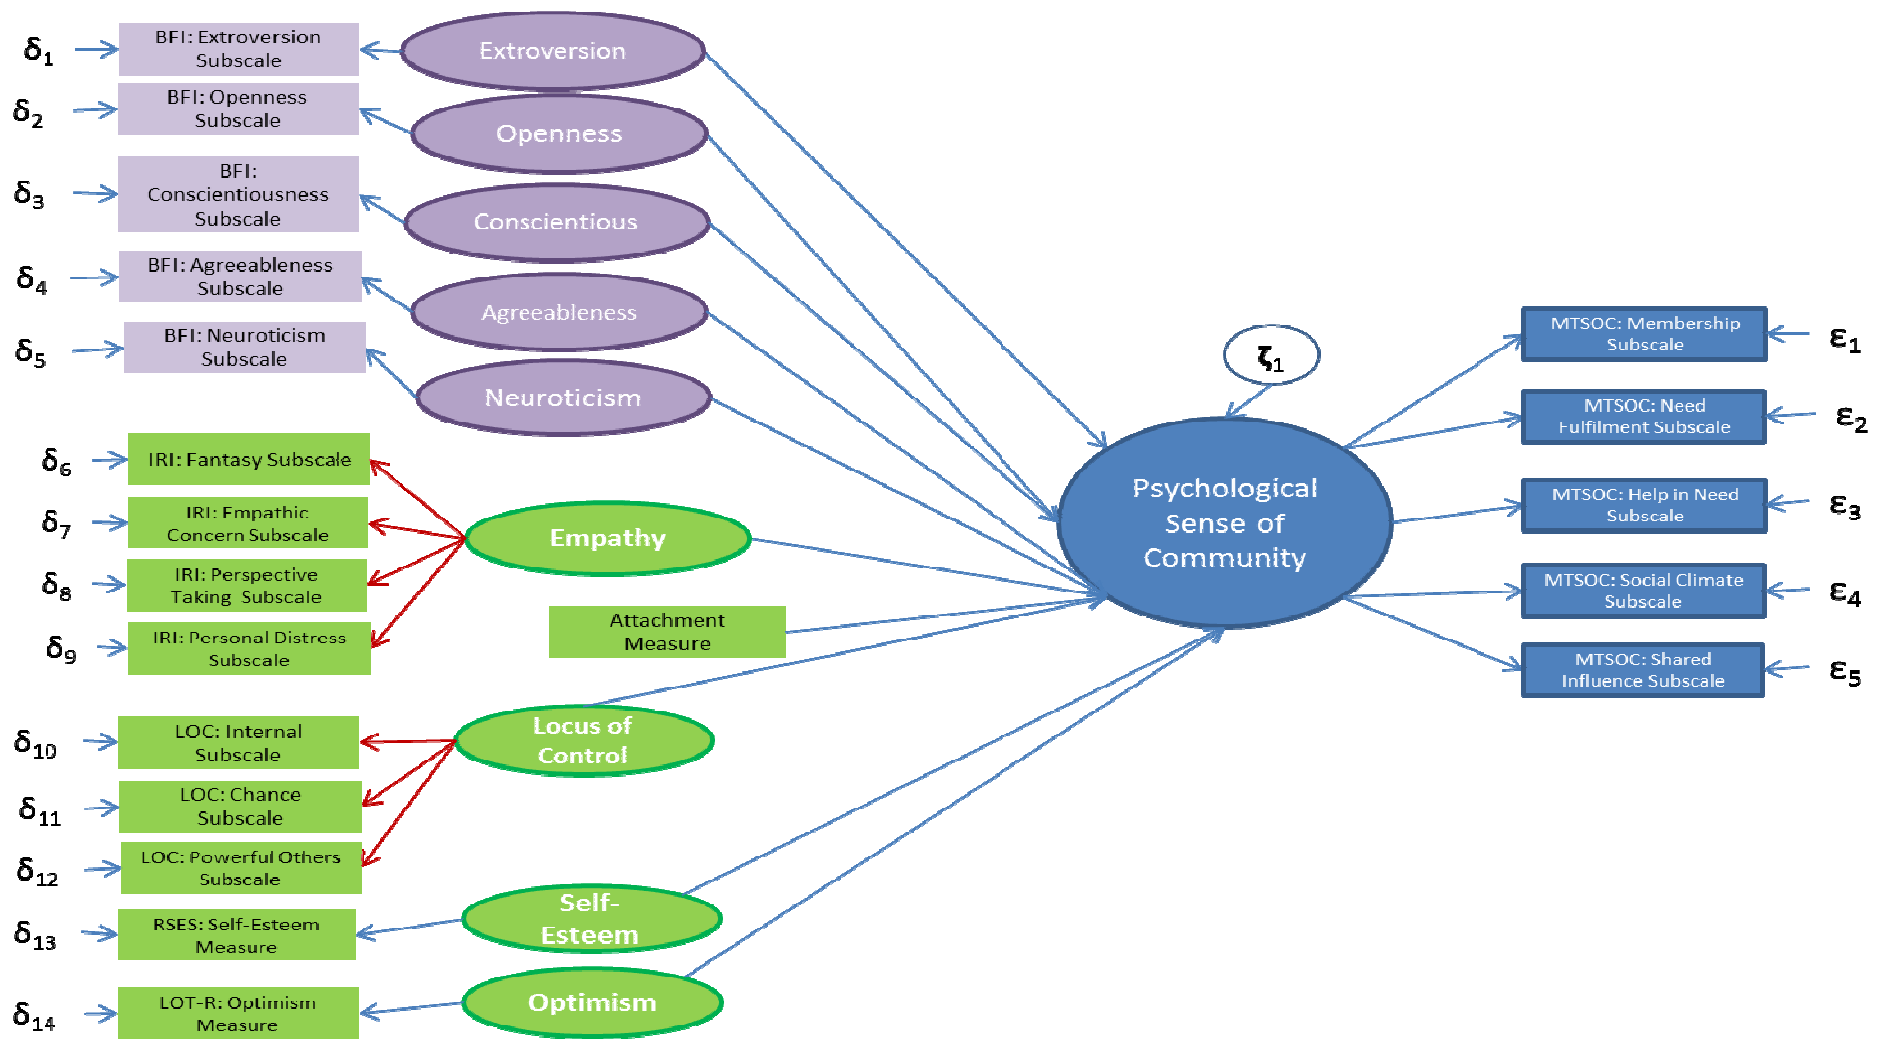 δ1
BFI: Extroversion
Subscale
Extroversion
δ2
BFI: Openness
Subscale
Openness
δ3
BFI:
Conscientiousness
Subscale
Conscientious
δ4
BFI: Agreeableness
Subscale
Agreeableness
δ5
BFI: Neuroticism
Subscale
Neuroticism
δ6
IRI: Fantasy Subscale
δ7
IRI: Empathic
Concern Subscale
δ8
IRI: Perspective
Taking Subscale
δ9
IRI: Personal Distress
Subscale
Empathy
Attachment
Measure
δ10
LOC: Internal
Subscale
δ11
LOC: Chance
Subscale
δ12
LOC: Powerful Others
Subscale
Locus of
Control
δ13
RSES: Self-Esteem
Measure
Self-
Esteem
δ14
LOT-R: Optimism
Measure
Optimism
ζ1
Psychological
Sense of
Community
MTSOC: Membership
Subscale
ε1
MTSOC: Need
Fulfilment Subscale
ε2
MTSOC: Help in Need
Subscale
ε3
MTSOC: Social Climate
Subscale
ε4
MTSOC: Shared
Influence Subscale
ε5